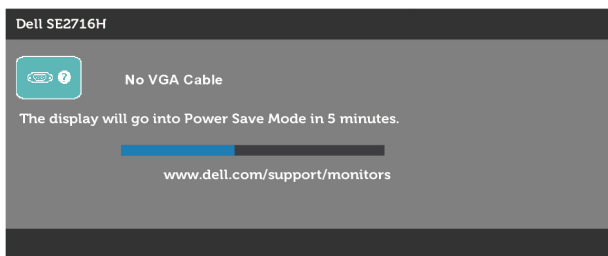 Dell SE2716H
?
No VGA Cable
The display will go into Power Save Mode in 5 minutes.
www.dell.com/support/monitors